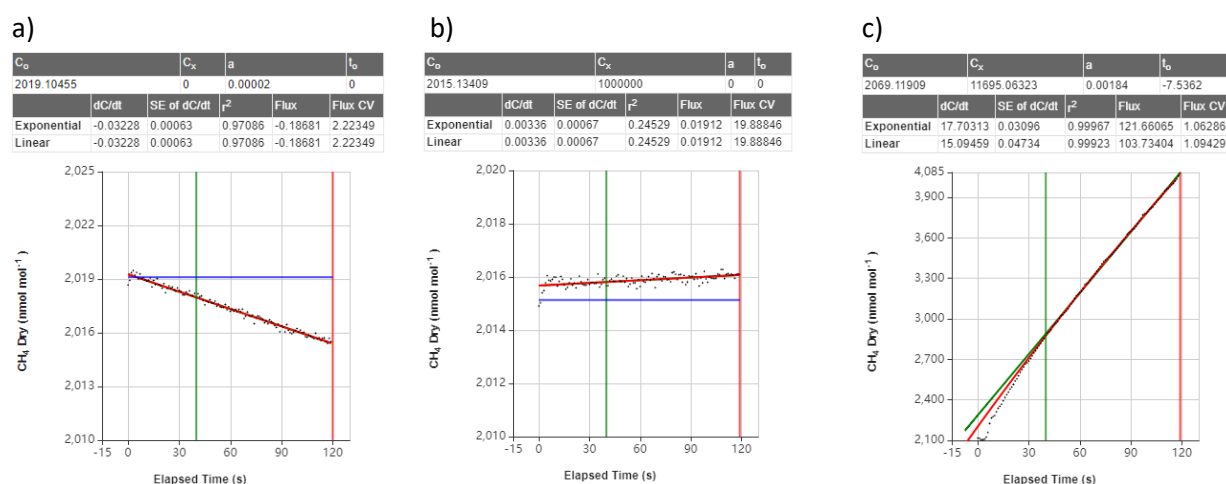 a)
C₀ Cₓ a t₀
2019.10455 0 0.00002 0
dC/dt SE of dC/dt r² Flux Flux CV
Exponential -0.03228 0.00063 0.97086 -0.18681 2.22349
Linear -0.03228 0.00063 0.97086 -0.18681 2.22349
2,025
2,022
2,019
2,016
2,013
2,010
CH₄ Dry (nmol mol⁻¹)
-15 0 30 60 90 120
Elapsed Time (s)
b)
C₀ Cₓ a t₀
2015.13409 1000000 0 0
dC/dt SE of dC/dt r² Flux Flux CV
Exponential 0.00336 0.00067 0.24529 0.01912 19.88846
Linear 0.00336 0.00067 0.24529 0.01912 19.88846
2,020
2,018
2,016
2,014
2,012
2,010
CH₄ Dry (nmol mol⁻¹)
-15 0 30 60 90 120
Elapsed Time (s)
c)
C₀ Cₓ a t₀
2069.11909 11695.06323 0.00184 -7.5362
dC/dt SE of dC/dt r² Flux Flux CV
Exponential 17.70313 0.03096 0.99967 121.66065 1.06286
Linear 15.09459 0.04734 0.99923 103.73404 1.09429
4,085
3,900
3,600
3,300
3,000
2,700
2,400
2,100
CH₄ Dry (nmol mol⁻¹)
-15 0 30 60 90 120
Elapsed Time (s)